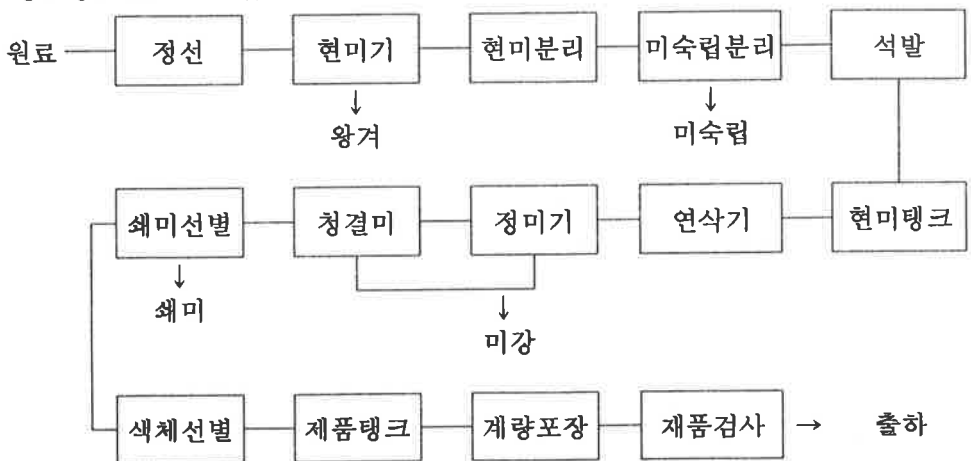 원료 정선 현미기 현미분리 미숙립분리 석발
왕겨 미숙립
쇄미선별 청결미 정미기 연삭기 현미탱크
쇄미
미강
색체선별 제품탱크 계량포장 재품검사 → 출하